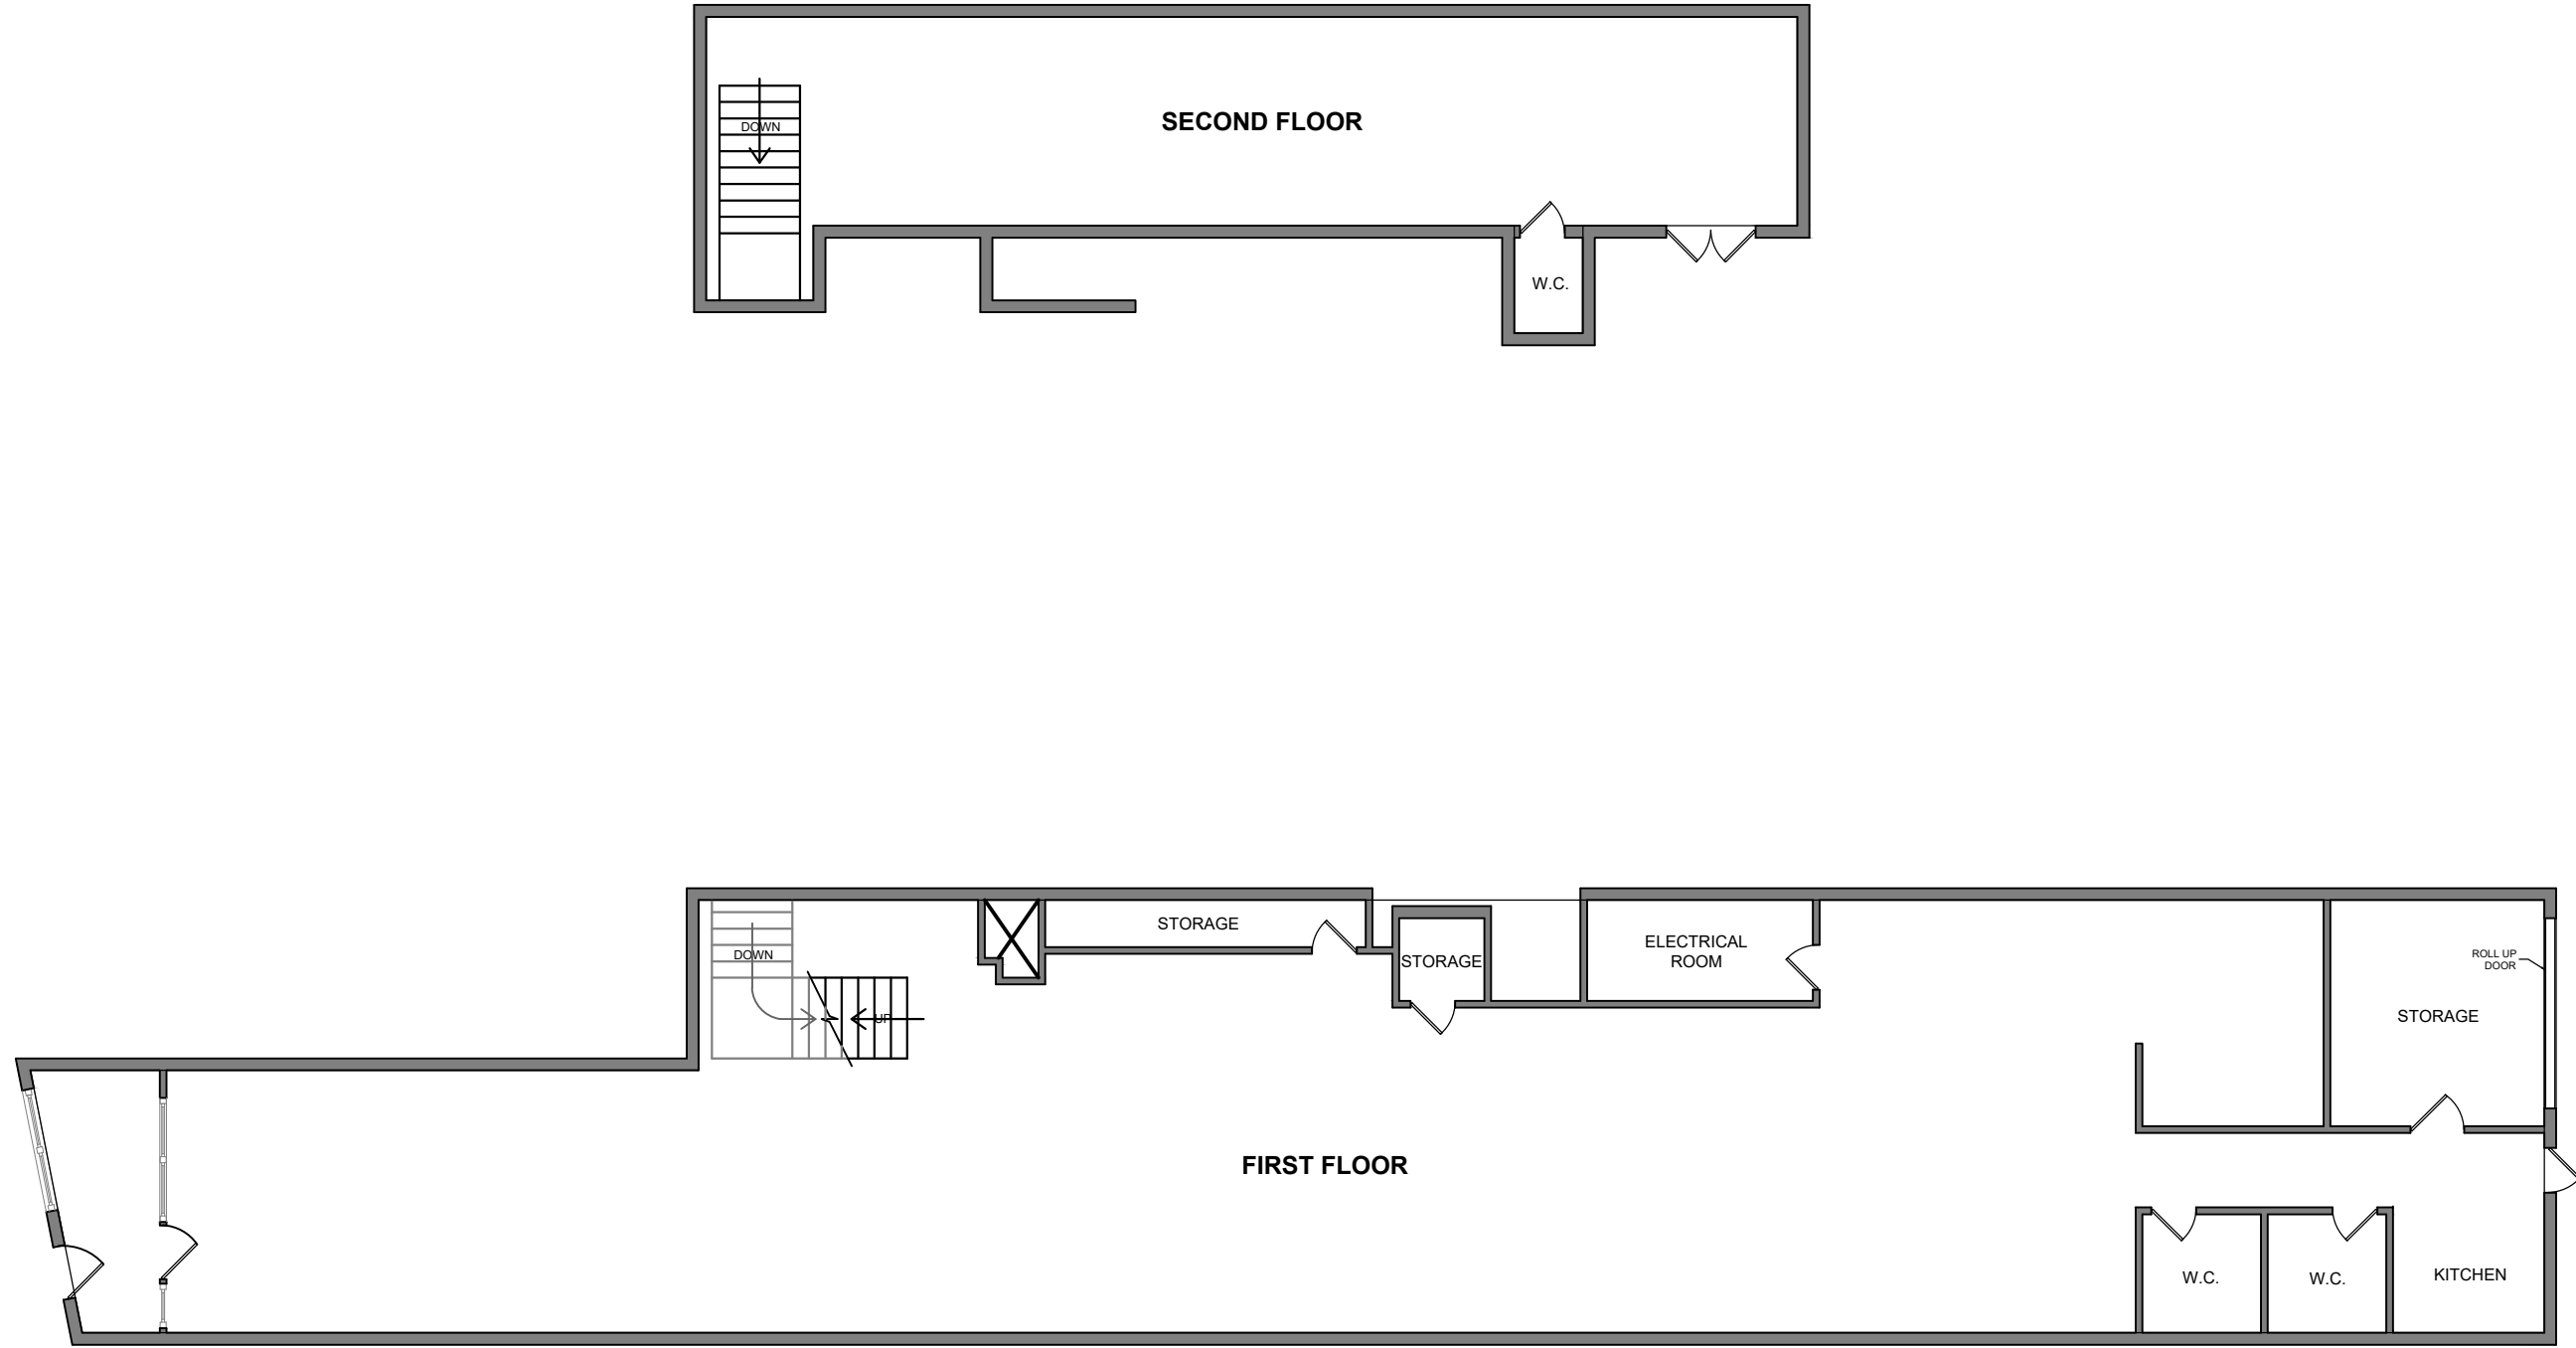 SECOND FLOOR
DOWN
W.C.
STORAGE
ELECTRICAL
ROOM
STORAGE
DOWN
UP
ROLL UP
DOOR
STORAGE
FIRST FLOOR
W.C.
W.C.
KITCHEN